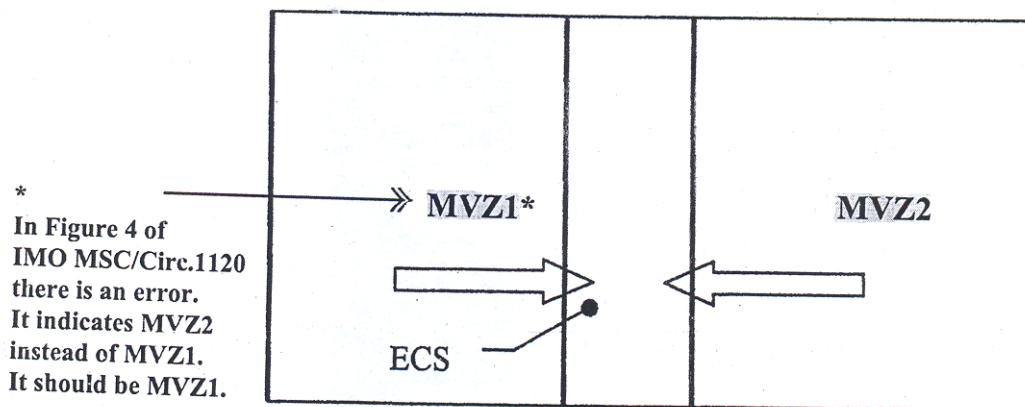 *
In Figure 4 of
IMO MSC/Circ.1120
there is an error.
It indicates MVZ2
instead of MVZ1.
It should be MVZ1.
MVZ1*
MVZ2
ECS